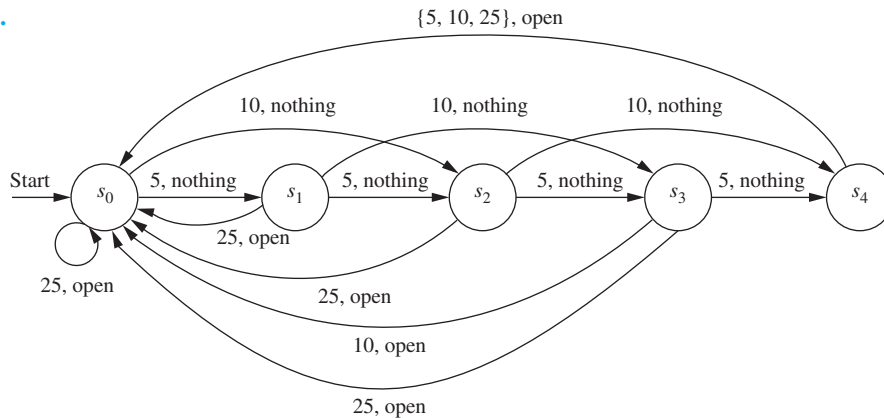 {5, 10, 25}, open
10, nothing
10, nothing
10, nothing
Start
s0
5, nothing
s1
5, nothing
s2
5, nothing
s3
5, nothing
s4
25, open
25, open
25, open
10, open
25, open